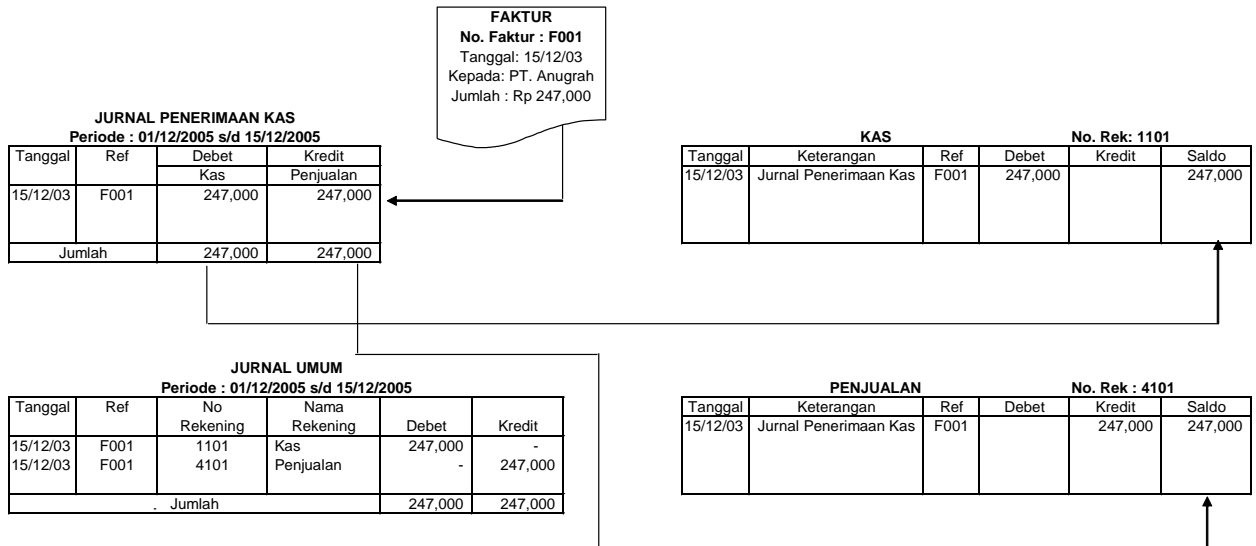 FAKTUR
No. Faktur : F001
Tanggal: 15/12/03
Kepada: PT. Anugrah
Jumlah : Rp 247,000
JURNAL PENERIMAAN KAS
Periode : 01/12/2005 s/d 15/12/2005
Tanggal Ref Debet Kredit
Kas Penjualan
15/12/03 F001 247,000 247,000
Jumlah 247,000 247,000
KAS No. Rek: 1101
Tanggal Keterangan Ref Debet Kredit Saldo
15/12/03 Jurnal Penerimaan Kas F001 247,000 247,000
JURNAL UMUM
Periode : 01/12/2005 s/d 15/12/2005
Tanggal Ref No Nama
Rekening Rekening Debet Kredit
15/12/03 F001 1101 Kas 247,000 -
15/12/03 F001 4101 Penjualan - 247,000
. Jumlah 247,000 247,000
PENJUALAN No. Rek : 4101
Tanggal Keterangan Ref Debet Kredit Saldo
15/12/03 Jurnal Penerimaan Kas F001 247,000 247,000